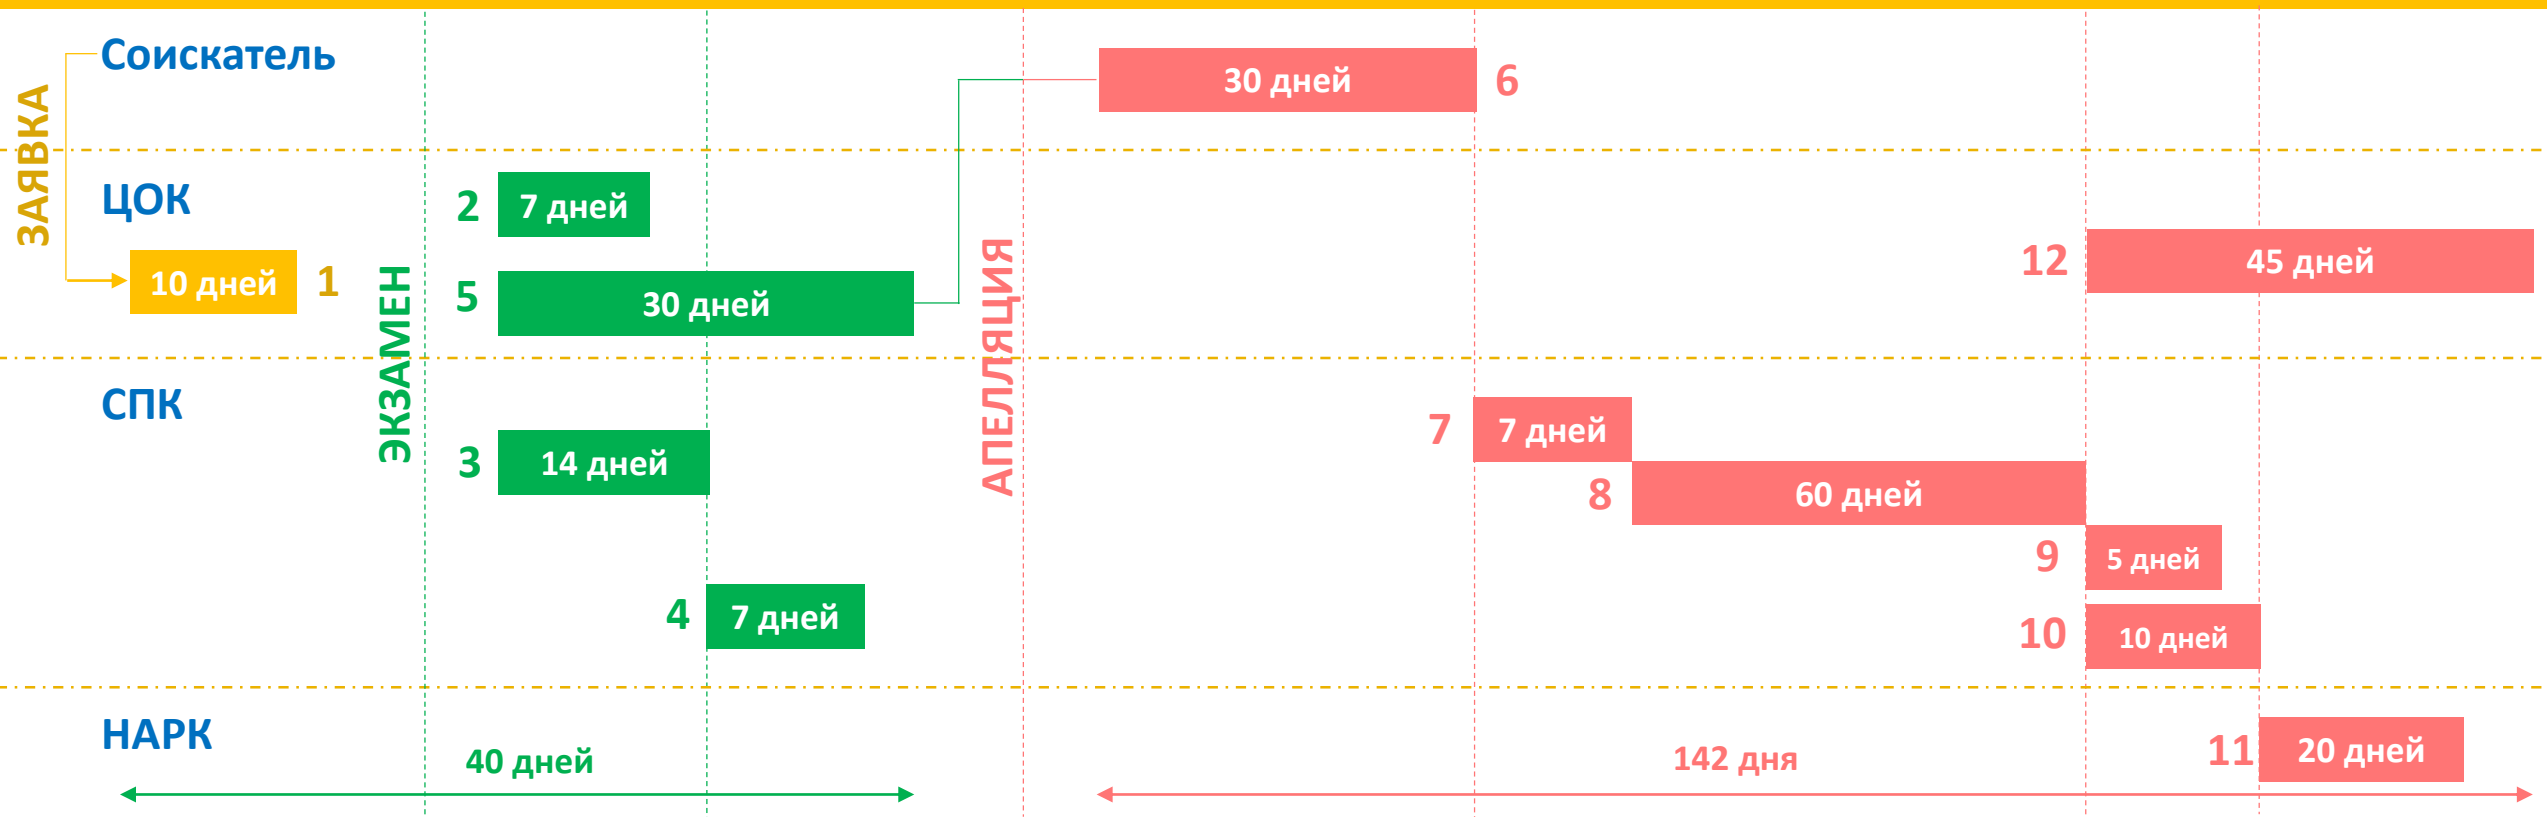 Соискатель
ЗАЯВКА
30 дней
6
ЦОК
10 дней
1
2
7 дней
5
30 дней
12
45 дней
ЭКЗАМЕН
АПЕЛЛЯЦИЯ
СПК
3
14 дней
4
7 дней
7
7 дней
8
60 дней
9
5 дней
10
10 дней
НАРК
11
20 дней
40 дней
142 дня